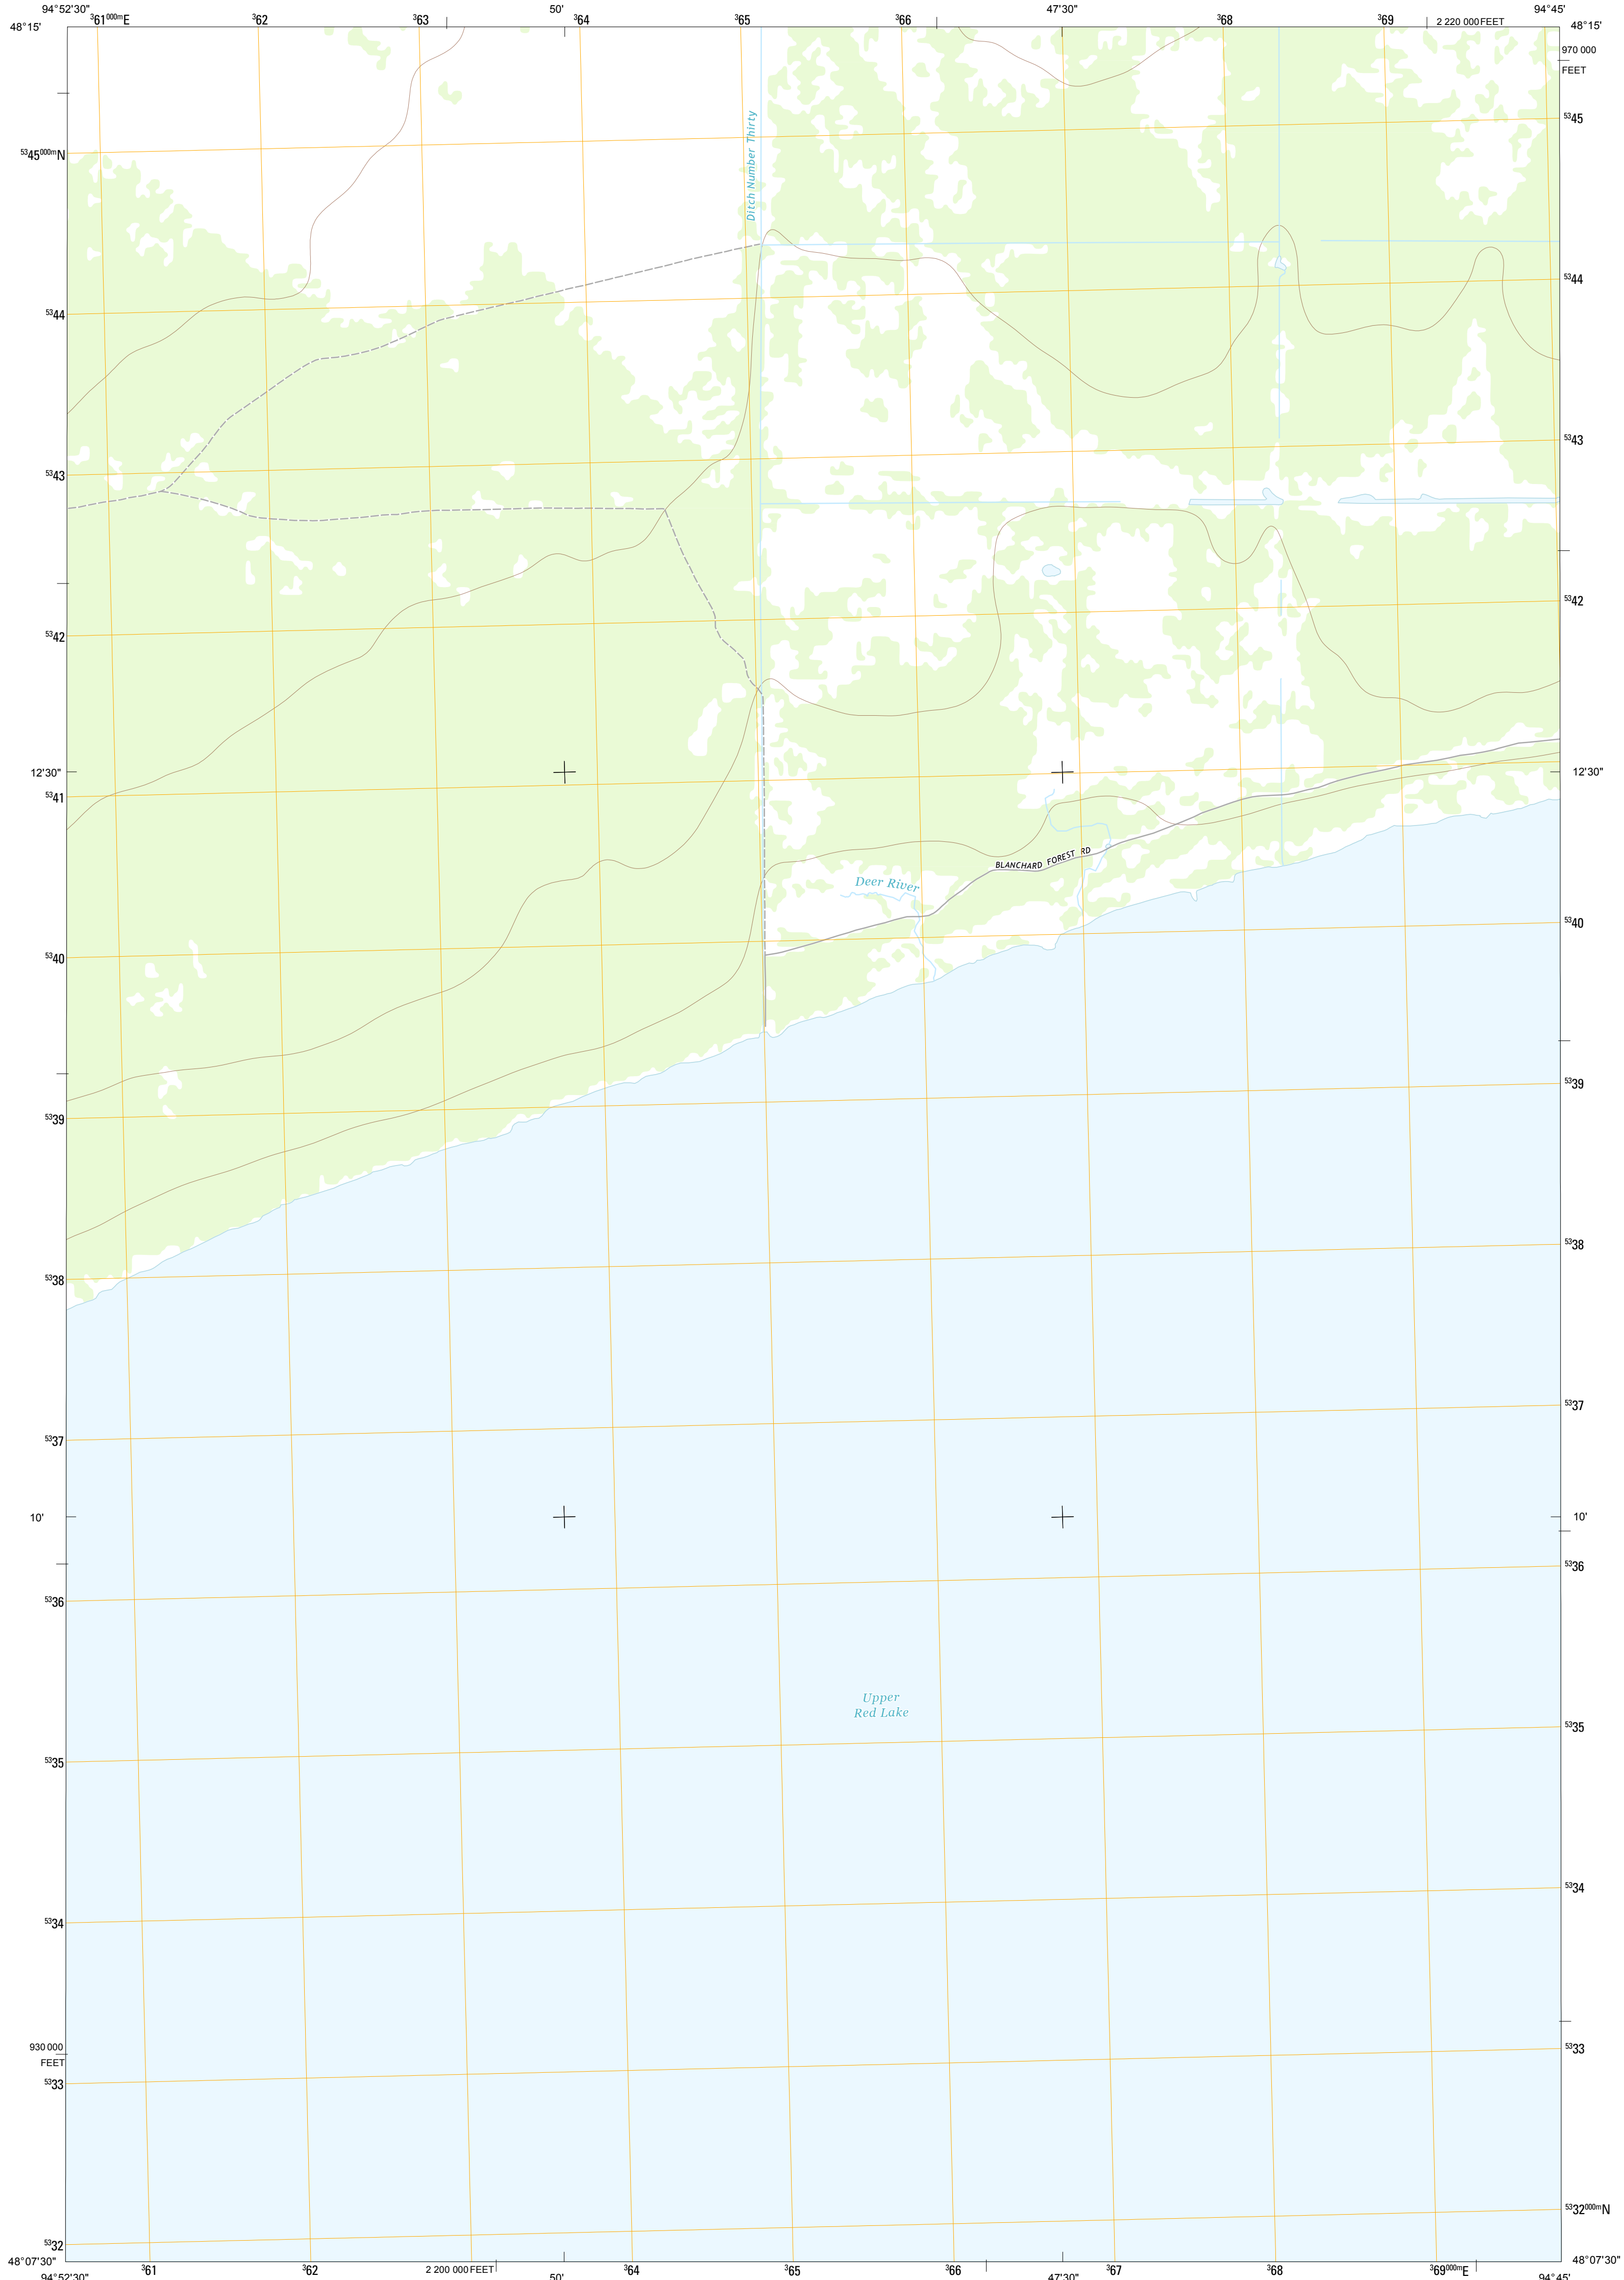 94°52'30" 50' 47'30" 94°45'
³61⁰⁰⁰ᵐE ³62 ³63 ³64 ³65 ³66 ³68 ³69 2 220 000 FEET
48°15' 48°15'
970 000
FEET
⁵³45
⁵³45⁰⁰⁰ᵐN
Ditch Number Thirty
⁵³44
⁵³44
⁵³43
⁵³43
⁵³42
⁵³42
12'30" 12'30"
⁵³41
BLANCHARD FOREST RD
Deer River
⁵³40
⁵³40
⁵³39
⁵³39
⁵³38
⁵³38
⁵³37
⁵³37
10' 10'
⁵³36
⁵³36
Upper
Red Lake
⁵³35
⁵³35
⁵³34
⁵³34
930 000
FEET
⁵³33
⁵³33
⁵³32⁰⁰⁰ᵐN
⁵³32
48°07'30" 48°07'30"
³61 ³62 2 200 000 FEET ³64 ³65 ³66 ³67 ³68 ³69⁰⁰⁰ᵐE
94°52'30" 50' 47'30" 94°45'